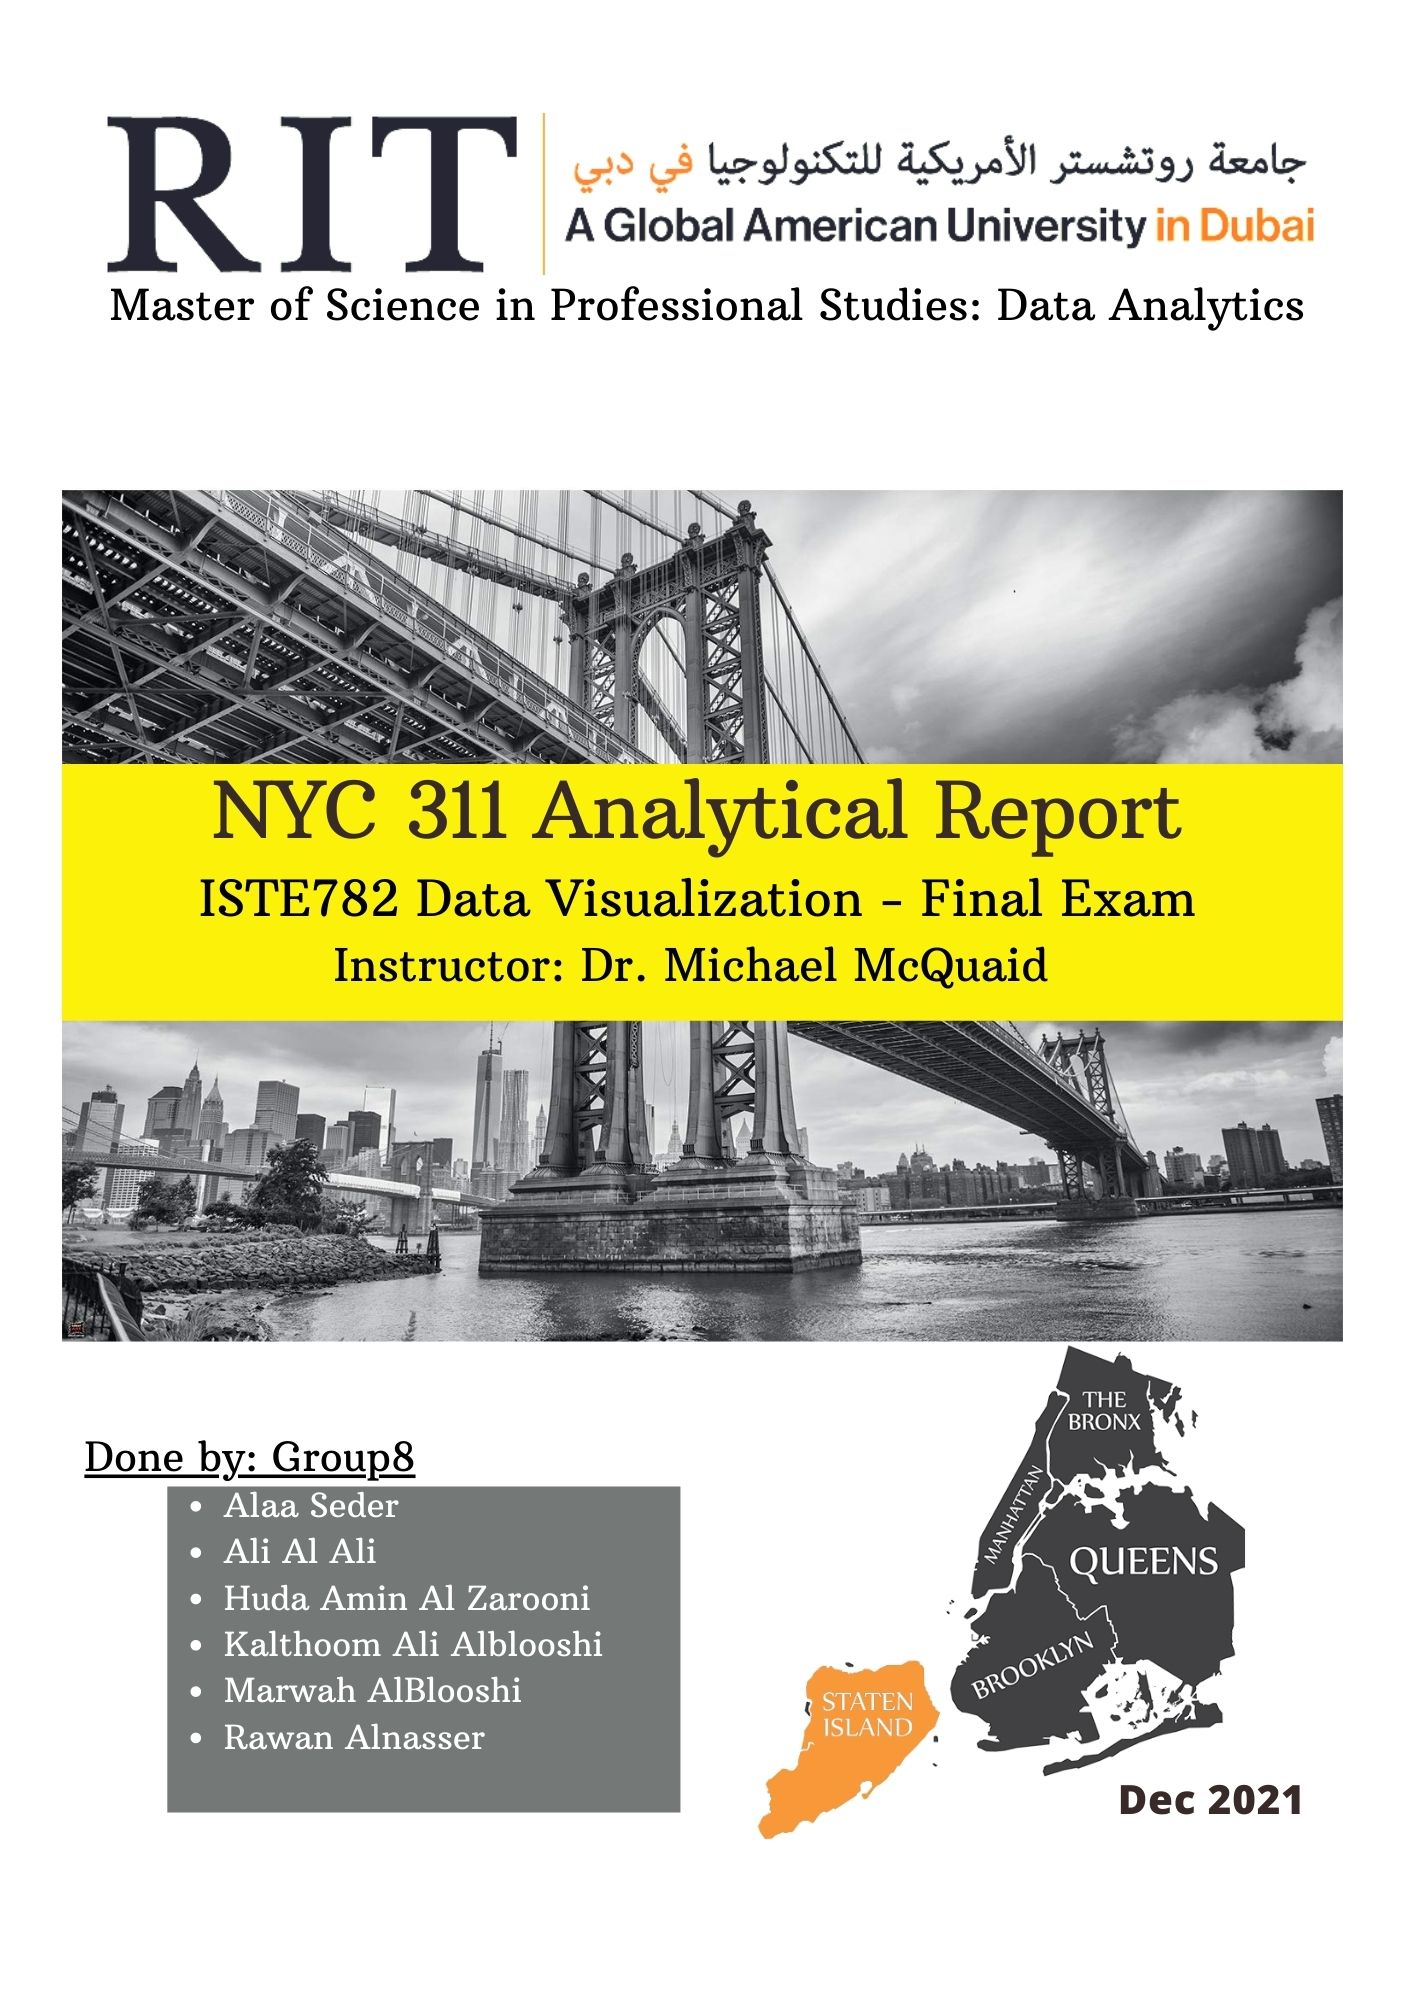 RIT
جامعة روتشستر الأمريكية للتكنولوجيا في دبي
A Global American University in Dubai
Master of Science in Professional Studies: Data Analytics
NYC 311 Analytical Report
ISTE782 Data Visualization - Final Exam
Instructor: Dr. Michael McQuaid
Done by: Group8
• Alaa Seder
• Ali Al Ali
• Huda Amin Al Zarooni
• Kalthoom Ali Alblooshi
• Marwah AlBlooshi
• Rawan Alnasser
THE
BRONX
MANHATTAN
QUEENS
BROOKLYN
STATEN
ISLAND
Dec 2021